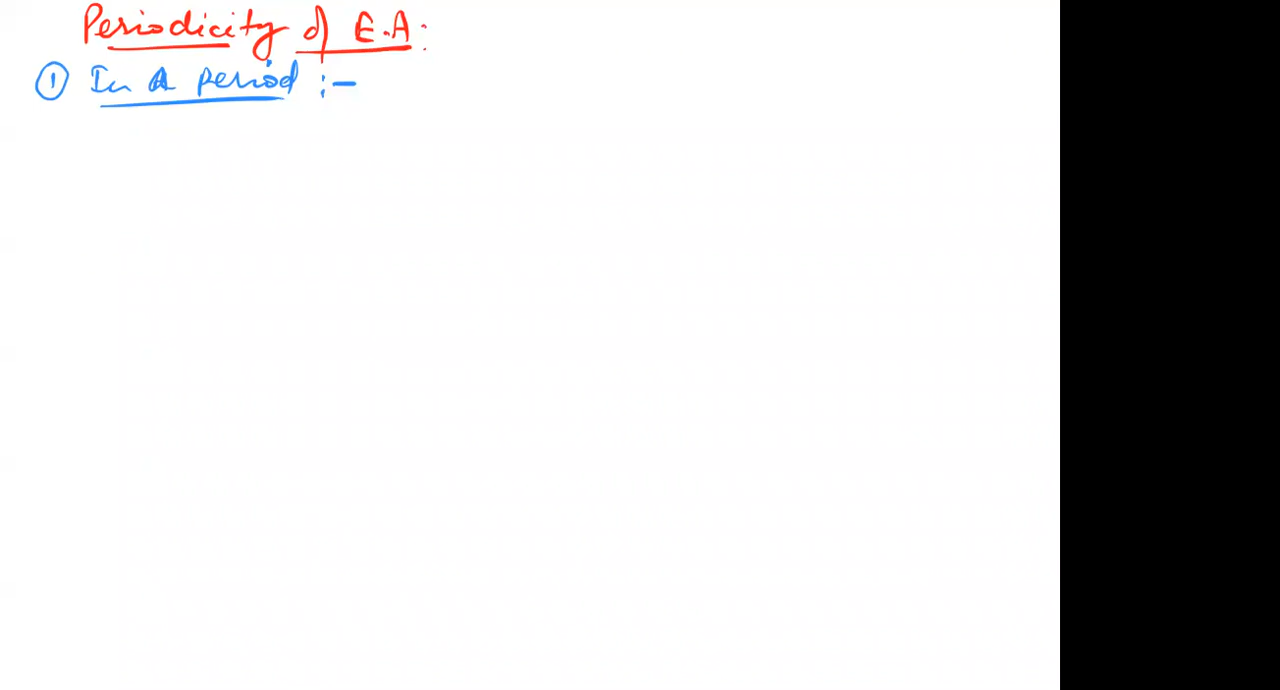 Periodicity of E.A:
① In A period :-